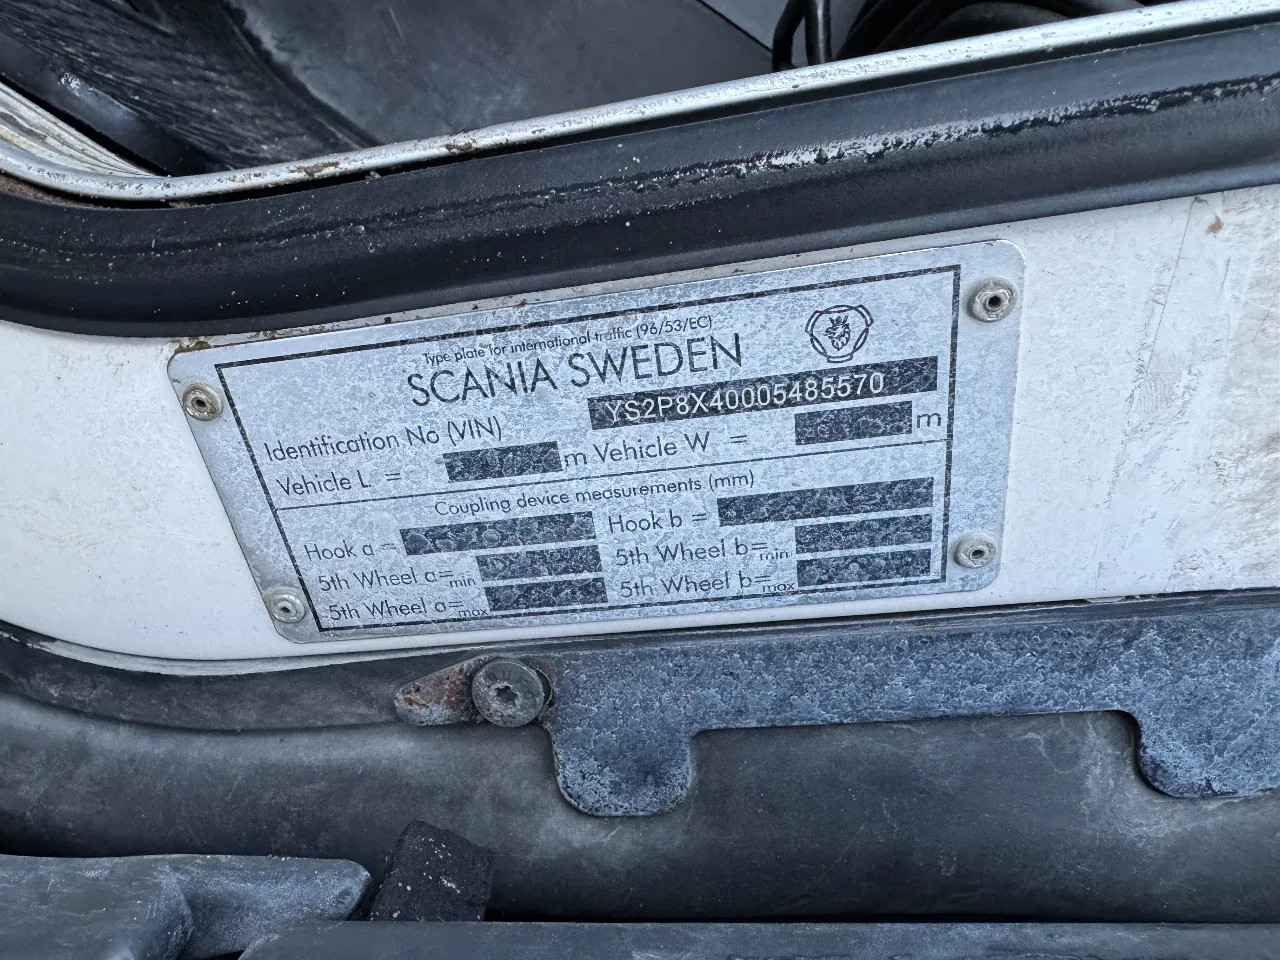 Type plate for international traffic (96/53/EC)
SCANIA SWEDEN
Identification No (VIN) YS2P8X40005485570
Vehicle L = m Vehicle W = m
Coupling device measurements (mm)
Hook a = Hook b =
5th Wheel a=min 5th Wheel b=min
5th Wheel a=max 5th Wheel b=max